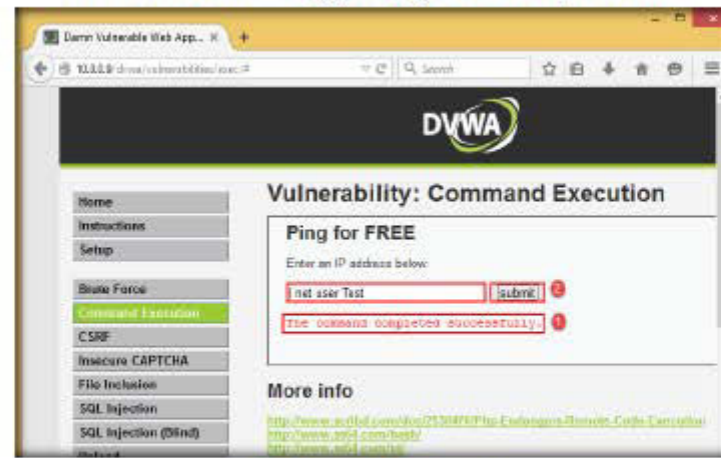 Damn Vulnerable Web App... × +
Search
DVWA
Home
Instructions
Setup
Brute Force
Command Execution
CSRF
Insecure CAPTCHA
File Inclusion
SQL Injection
SQL Injection (Blind)
Upload
Vulnerability: Command Execution
Ping for FREE
Enter an IP address below:
| net user Test
submit
2
The command completed successfully.
1
More info